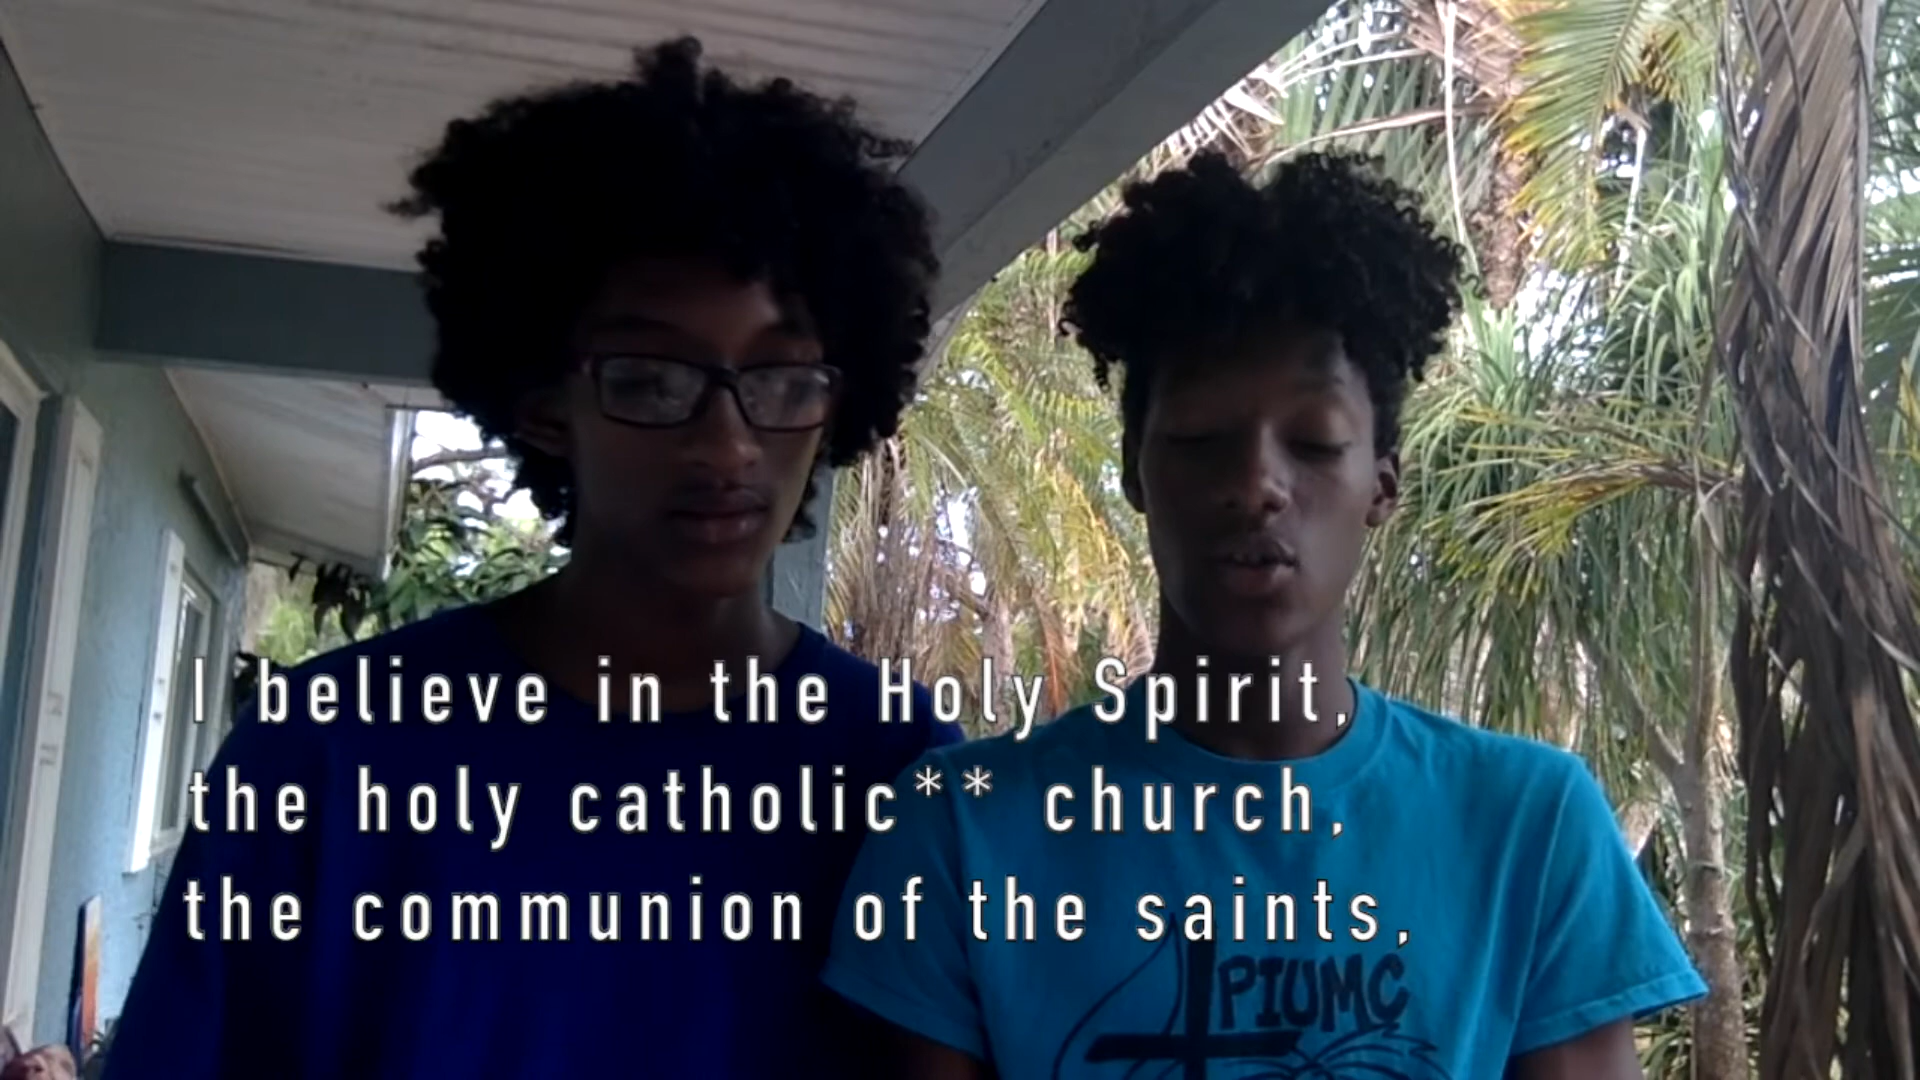 I believe in the Holy Spirit,
the holy catholic** church,
the communion of the saints,
PIUMC